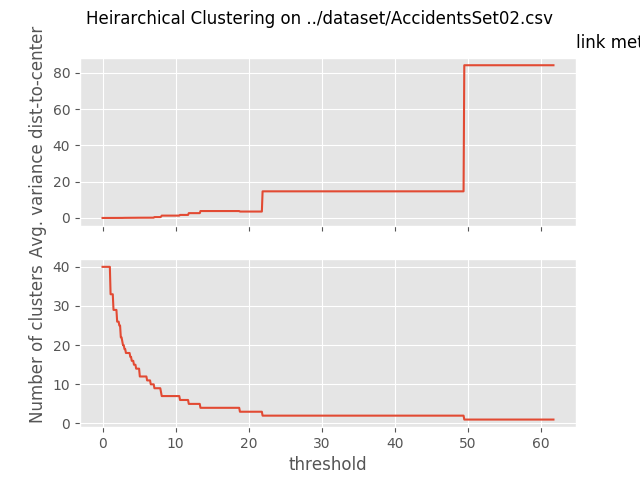 Heirarchical Clustering on ../dataset/AccidentsSet02.csv
link met
Avg. variance dist-to-center
80
60
40
20
0
Number of clusters
40
30
20
10
0
0 10 20 30 40 50 60
threshold